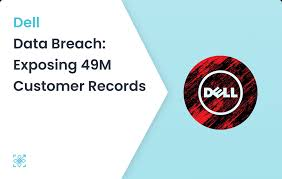 Dell
Data Breach:
Exposing 49M
Customer Records
DELL